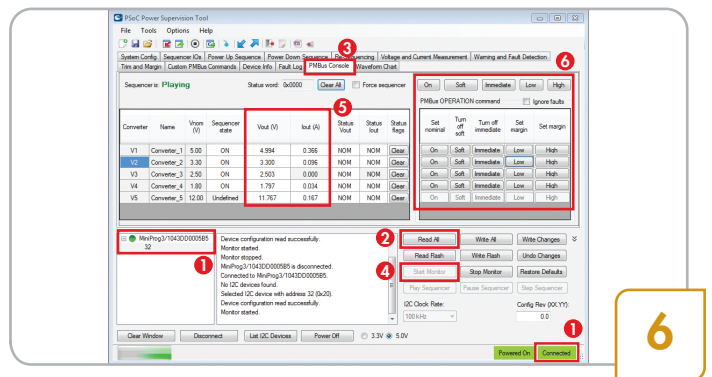 PSoC Power Supervision Tool
File Tools Options Help
3
System Config Sequencer IOs Power Up Sequence Power Down Sequence Voltage and Current Measurement Warning and Fault Detection
6
Trim and Margin Custom PMBus Commands Device Info Fault Log PMBus Console Waveform Chart
Sequencer is: Playing Status word: 0x0000 Clear All Force sequencer On Soft Immediate Low High
PMBus OPERATION command Ignore faults
5
Converter Name Vnom (V) Sequencer state Vout (V) Iout (A) Status Vout Status Iout Status flags Set nominal Turn off soft Turn off immediate Set margin Set margin
V1 Converter_1 5.00 ON 4.994 0.366 NOM NOM Clear On Soft Immediate Low High
V2 Converter_2 3.30 ON 3.300 0.096 NOM NOM Clear On Soft Immediate Low High
V3 Converter_3 2.50 ON 2.503 0.000 NOM NOM Clear On Soft Immediate Low High
V4 Converter_4 1.80 ON 1.797 0.034 NOM NOM Clear On Soft Immediate Low High
V5 Converter_5 12.00 Undefined 11.767 0.167 NOM NOM Clear On Soft Immediate Low High
MiniProg3/1043DD0005B5
32
1
Device configuration read successfully.
Monitor started.
Monitor stopped.
MiniProg3/1043DD0005B5 is disconnected.
Connected to MiniProg3/1043DD0005B5.
No I2C devices found.
Selected I2C device with address 32 (0x20).
Device configuration read successfully.
Monitor started.
2
Read All Write All Write Changes
Read Flash Write Flash Undo Changes
4
Start Monitor Stop Monitor Restore Defaults
Play Sequencer Pause Sequencer Stop Sequencer
I2C Clock Rate: Config Rev (XX.YY):
100 kHz 0.0
1
Clear Window Disconnect List I2C Devices Power Off 3.3V 5.0V
Powered On Connected
6